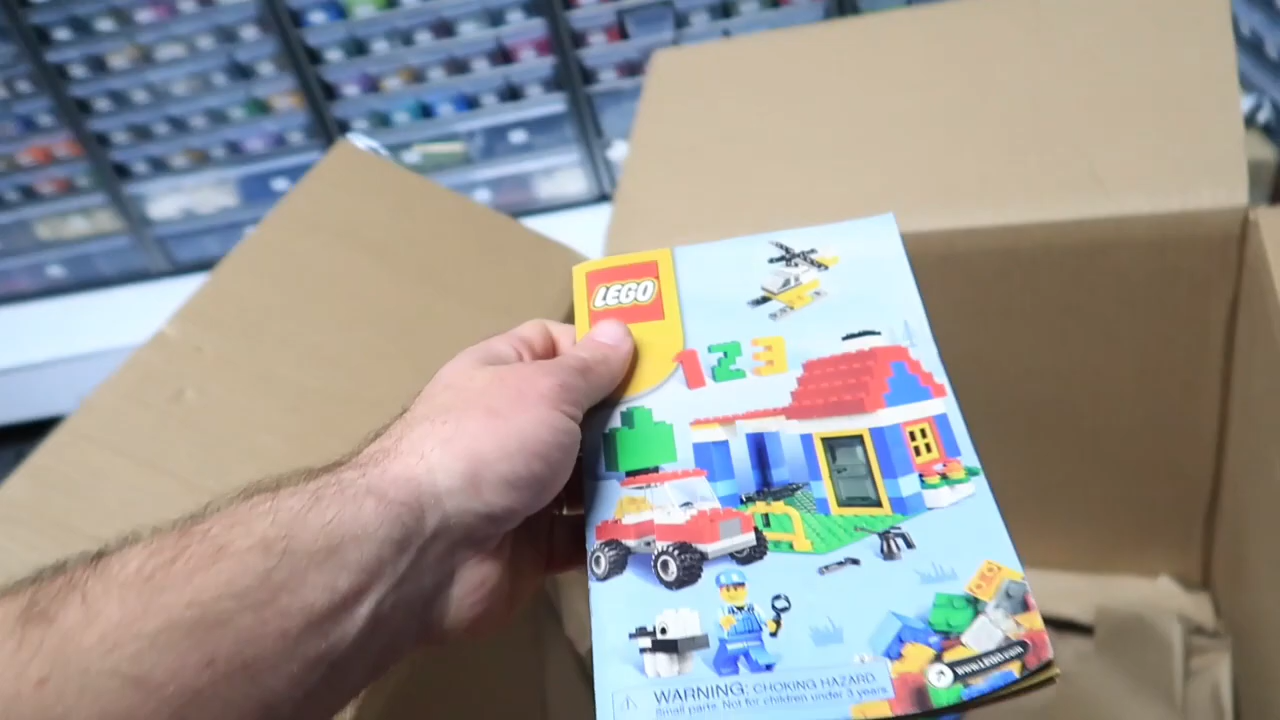 LEGO
1 2 3
www.LEGO.com
WARNING: CHOKING HAZARD.
Small parts. Not for children under 3 years.